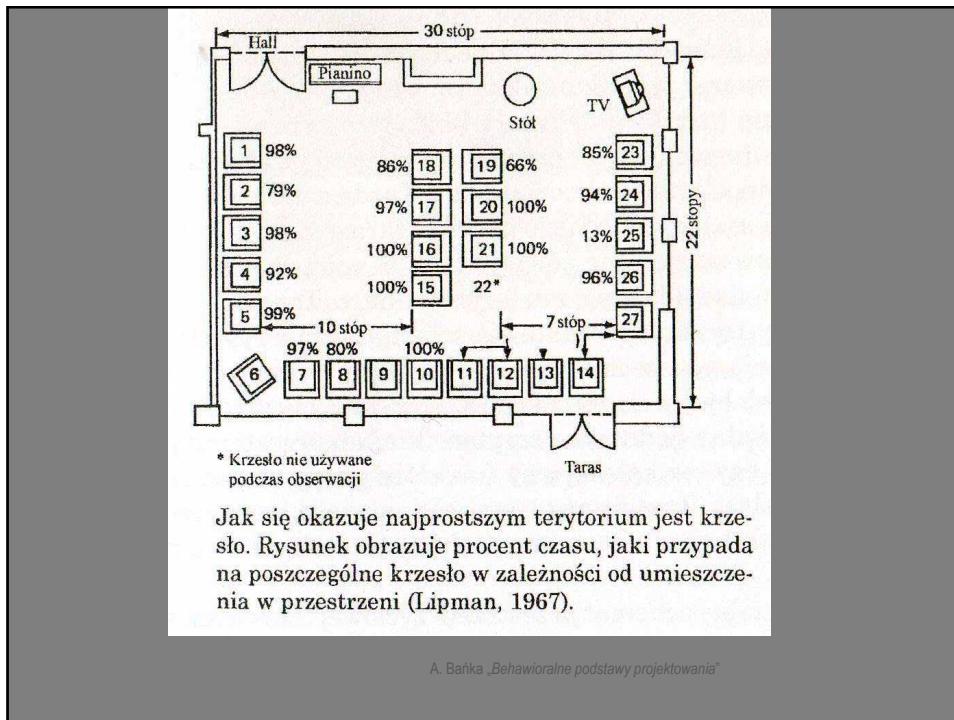 30 stóp
Hall
Pianino
Stół
TV
22 stopy
1 98%
86% 18
19 66%
85% 23
2 79%
97% 17
20 100%
94% 24
3 98%
100% 16
21 100%
13% 25
4 92%
100% 15
22*
96% 26
5 99%
10 stóp
7 stóp
27
97% 80% 100%
6 7 8 9 10 11 12 13 14
* Krzesło nie używane
podczas obserwacji
Taras
Jak się okazuje najprostszym terytorium jest krze-
sło. Rysunek obrazuje procent czasu, jaki przypada
na poszczególne krzesło w zależności od umieszcze-
nia w przestrzeni (Lipman, 1967).
A. Bańka „Behawioralne podstawy projektowania”